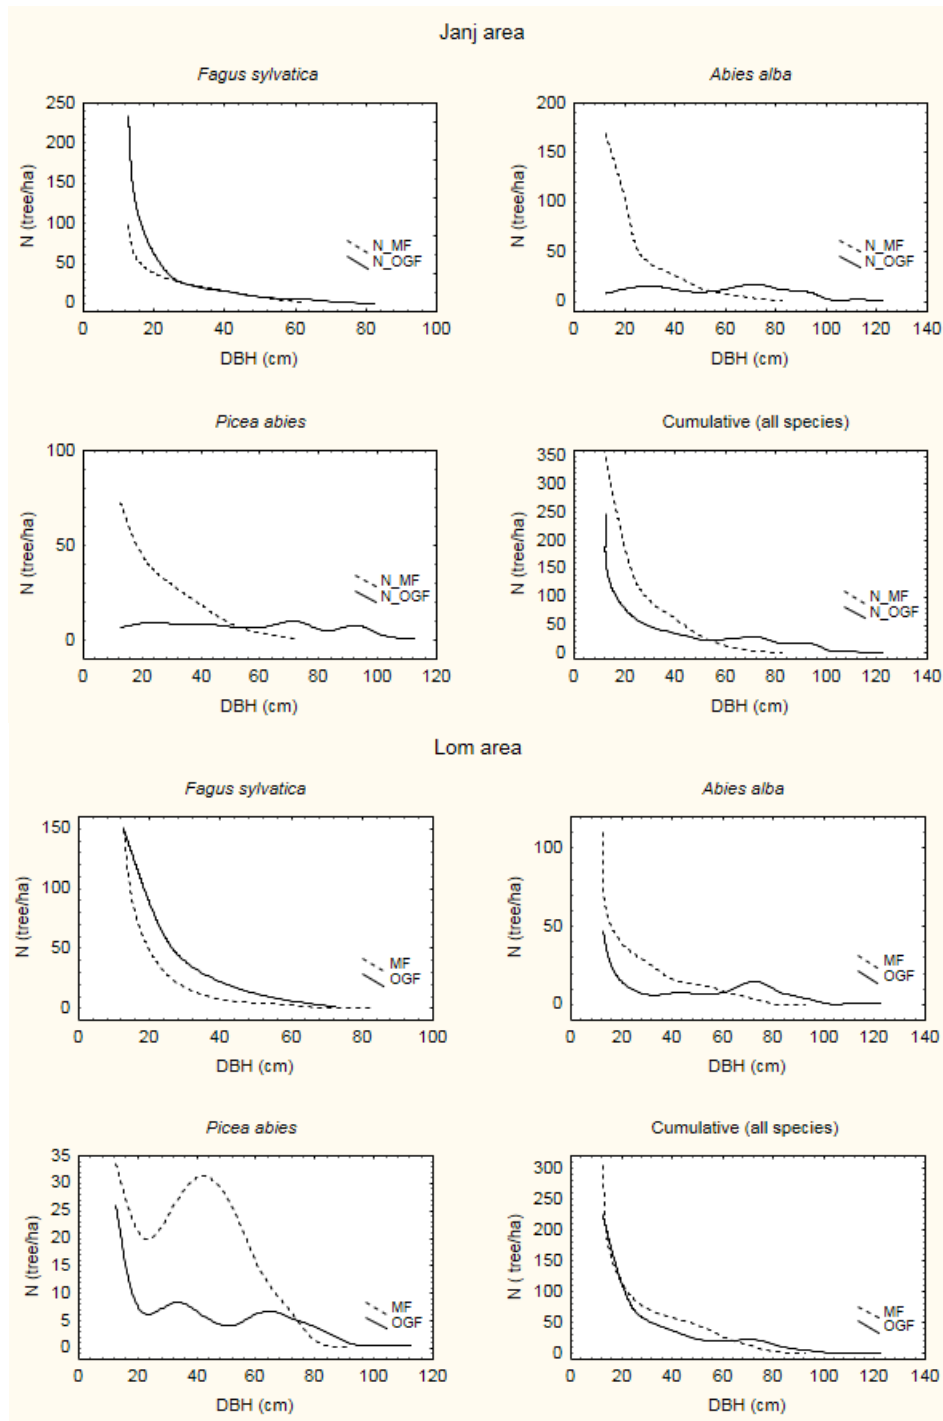 Janj area
Fagus sylvatica
250
200
150
100
50
0
N (tree/ha)
N_MF
N_OGF
0 20 40 60 80 100
DBH (cm)
Abies alba
200
150
100
50
0
N (tree/ha)
N_MF
N_OGF
0 20 40 60 80 100 120 140
DBH (cm)
Picea abies
100
50
0
N (tree/ha)
N_MF
N_OGF
0 20 40 60 80 100 120
DBH (cm)
Cumulative (all species)
350
300
250
200
150
100
50
0
N (tree/ha)
N_MF
N_OGF
0 20 40 60 80 100 120 140
DBH (cm)
Lom area
Fagus sylvatica
150
100
50
0
N (tree/ha)
MF
OGF
0 20 40 60 80 100
DBH (cm)
Abies alba
100
50
0
N (tree/ha)
MF
OGF
0 20 40 60 80 100 120 140
DBH (cm)
Picea abies
35
30
25
20
15
10
5
0
N (tree/ha)
MF
OGF
0 20 40 60 80 100 120
DBH (cm)
Cumulative (all species)
300
250
200
150
100
50
0
N ( tree/ha)
MF
OGF
0 20 40 60 80 100 120 140
DBH (cm)